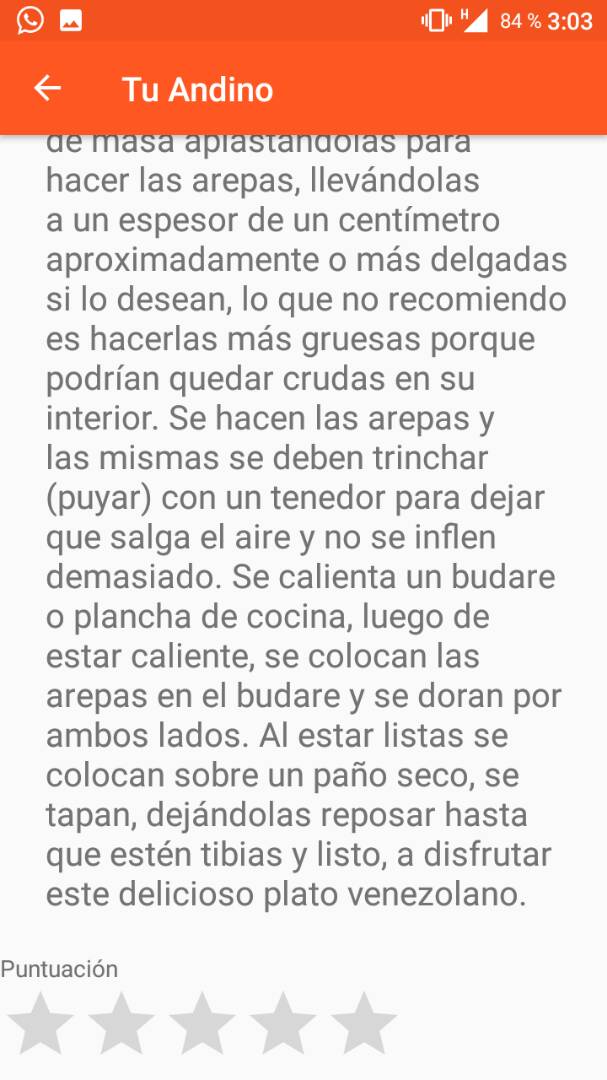 84 % 3:03
H
Tu Andino
de masa aplastándolas para
hacer las arepas, llevándolas
a un espesor de un centímetro
aproximadamente o más delgadas
si lo desean, lo que no recomiendo
es hacerlas más gruesas porque
podrían quedar crudas en su
interior. Se hacen las arepas y
las mismas se deben trinchar
(puyar) con un tenedor para dejar
que salga el aire y no se inflen
demasiado. Se calienta un budare
o plancha de cocina, luego de
estar caliente, se colocan las
arepas en el budare y se doran por
ambos lados. Al estar listas se
colocan sobre un paño seco, se
tapan, dejándolas reposar hasta
que estén tibias y listo, a disfrutar
este delicioso plato venezolano.
Puntuación